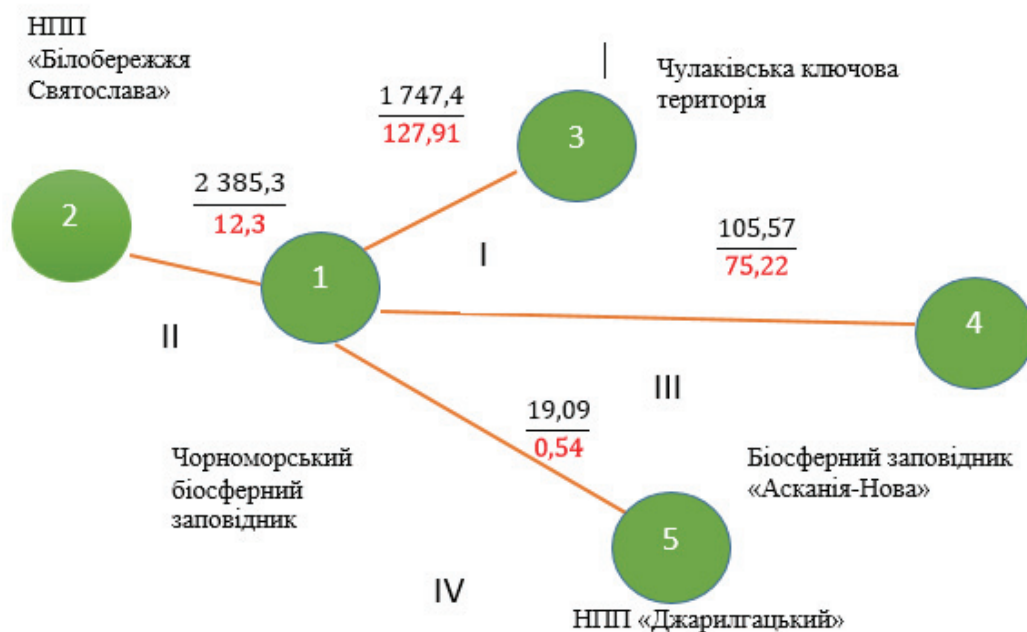 НПП
«Білобережжя
Святослава»
1 747,4
127,91
Чулаківська ключова
територія
3
2 385,3
12,3
2
105,57
75,22
I
1
4
II
III
19,09
0,54
Чорноморський
біосферний
заповідник
Біосферний заповідник
«Асканія-Нова»
5
IV
НПП «Джарилгацький»